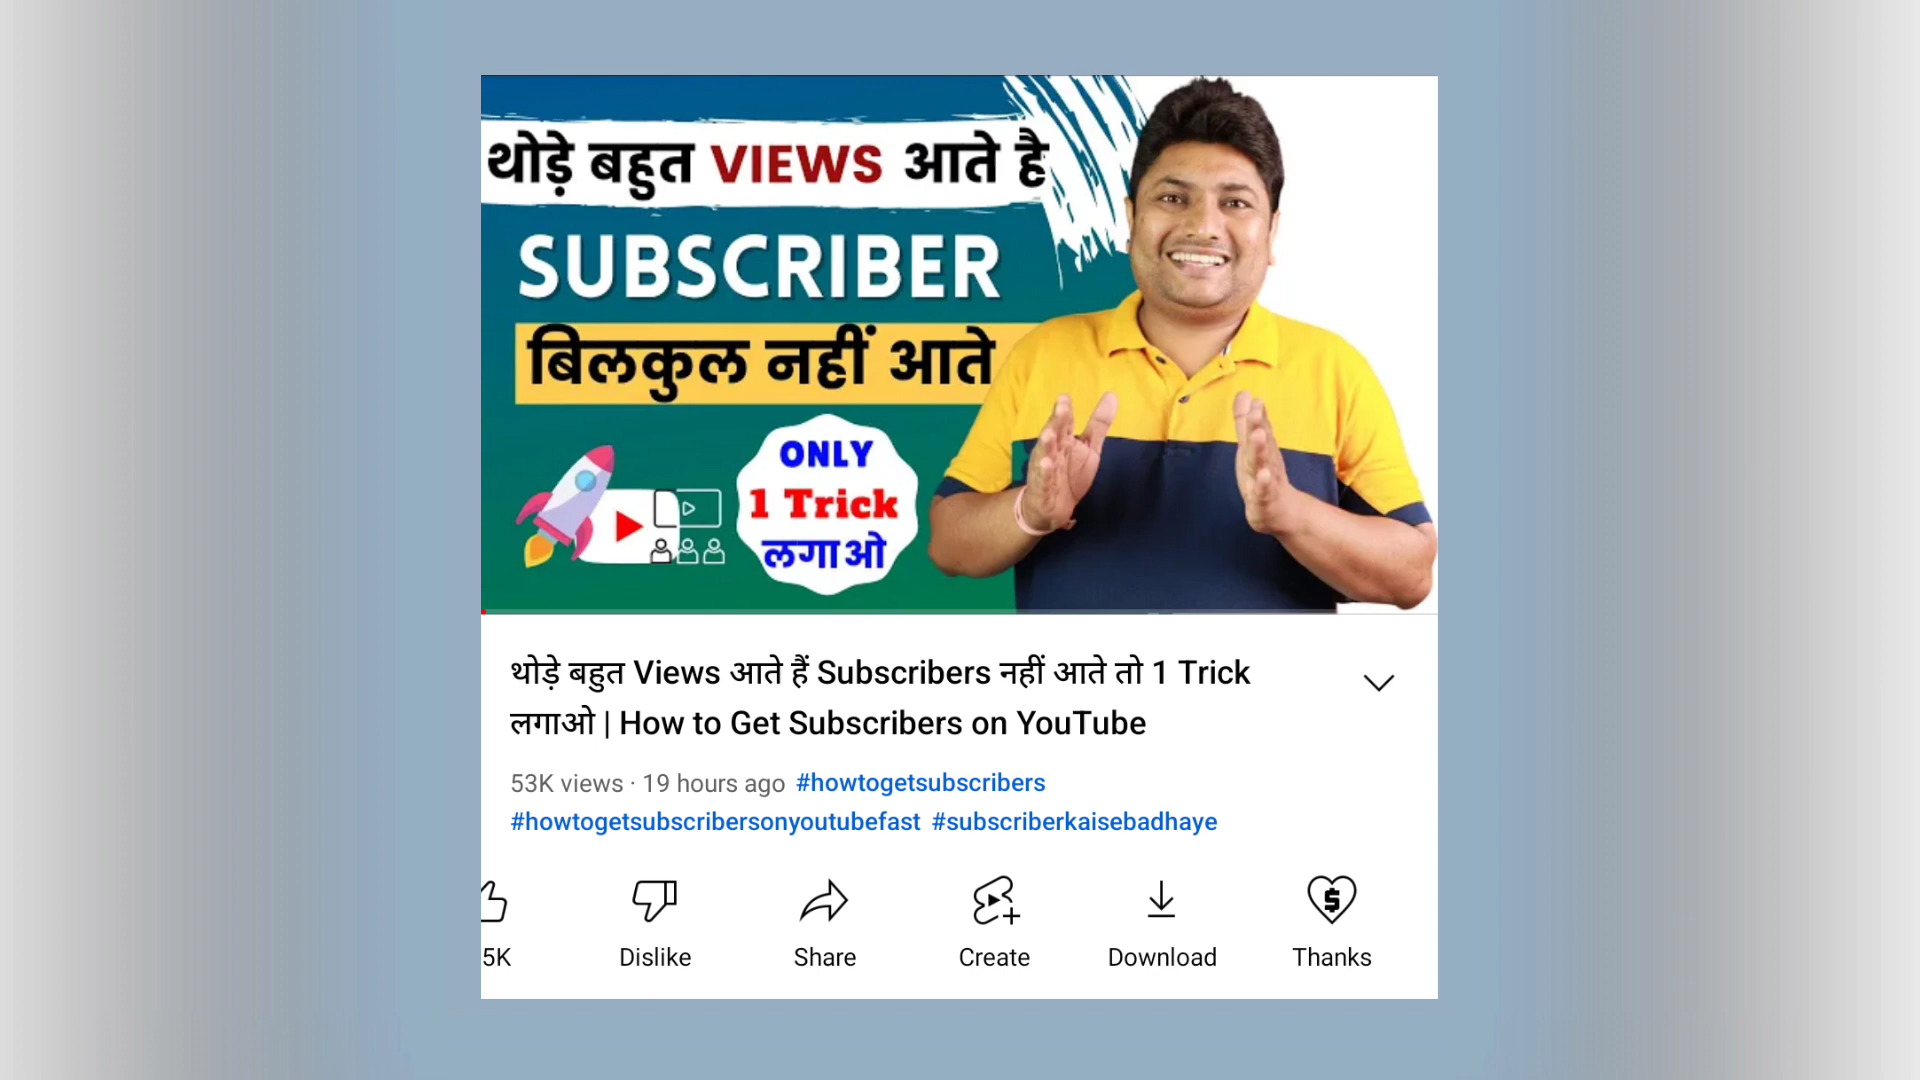 थोड़े बहुत VIEWS आते है
SUBSCRIBER
बिलकुल नहीं आते
ONLY
1 Trick
लगाओ
थोड़े बहुत Views आते हैं Subscribers नहीं आते तो 1 Trick
लगाओ | How to Get Subscribers on YouTube
53K views · 19 hours ago #howtogetsubscribers
#howtogetsubscribersonyoutubefast #subscriberkaisebadhaye
5K Dislike Share Create Download Thanks